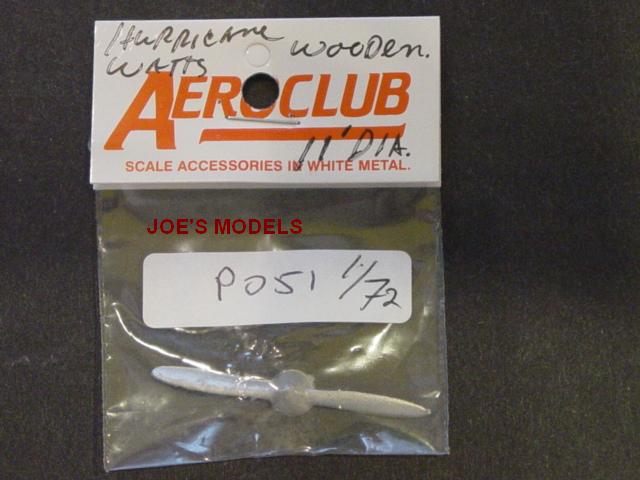 HURRICANE WOODEN.
WATTS
AEROCLUB
11' DIA.
SCALE ACCESSORIES IN WHITE METAL.
JOE'S MODELS
P051 1/72